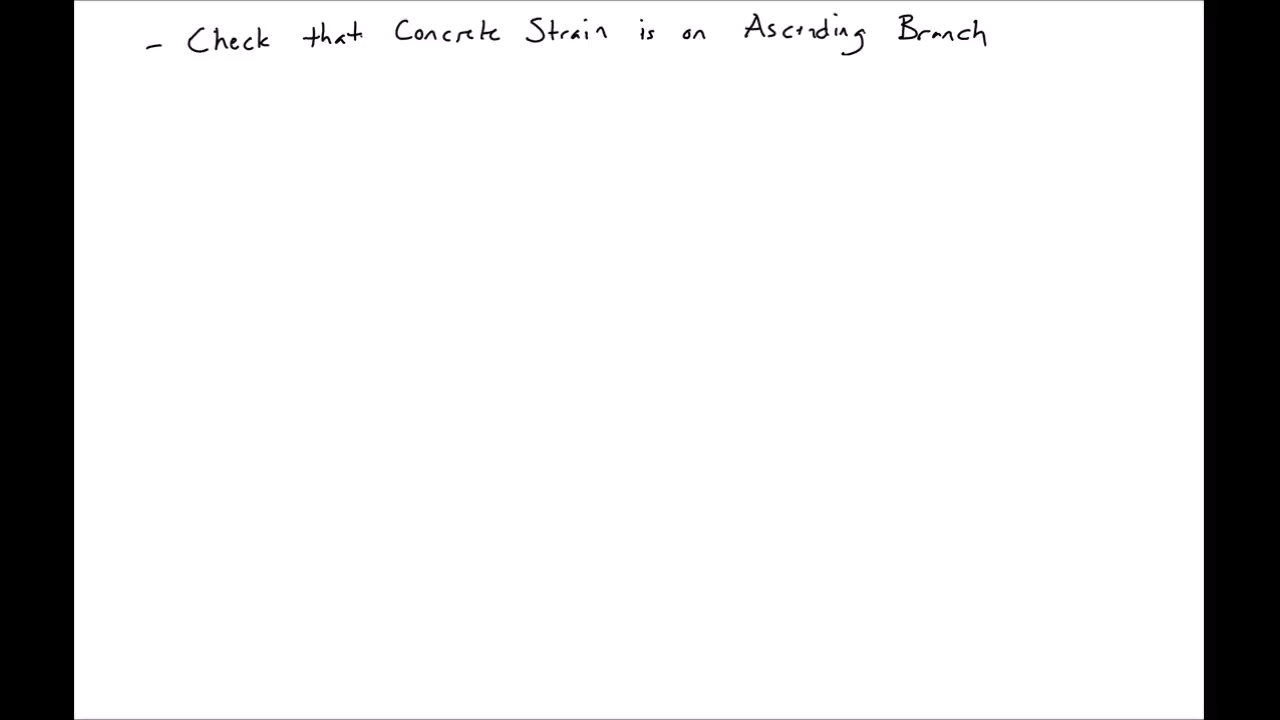 - Check that Concrete Strain is on Ascending Branch